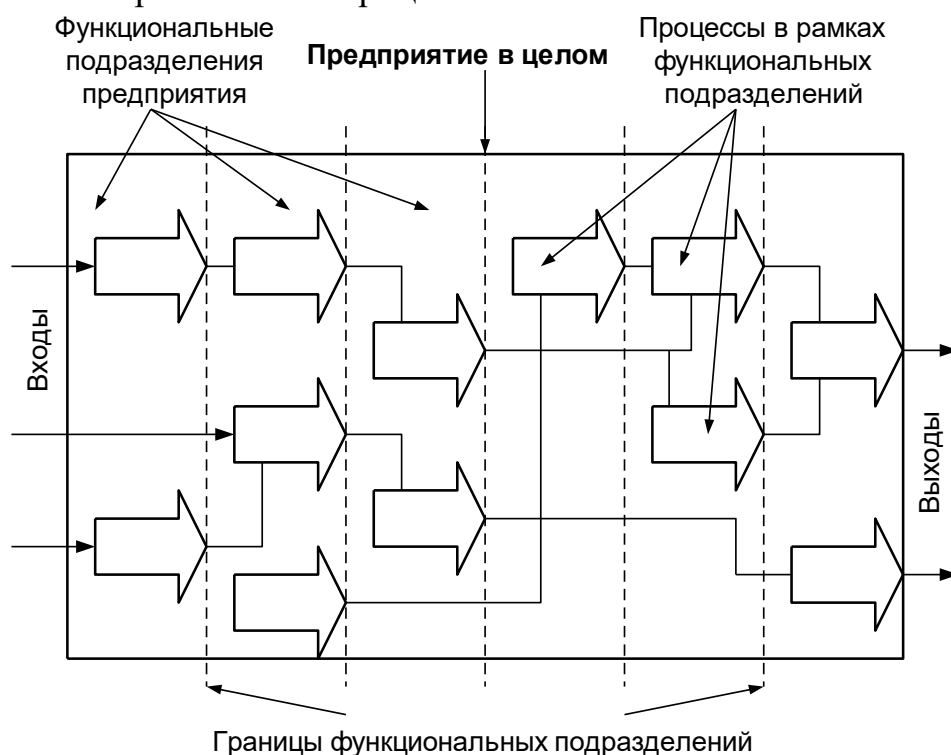 Функциональные
подразделения
предприятия
Предприятие в целом
Процессы в рамках
функциональных
подразделений
Входы
Выходы
Границы функциональных подразделений